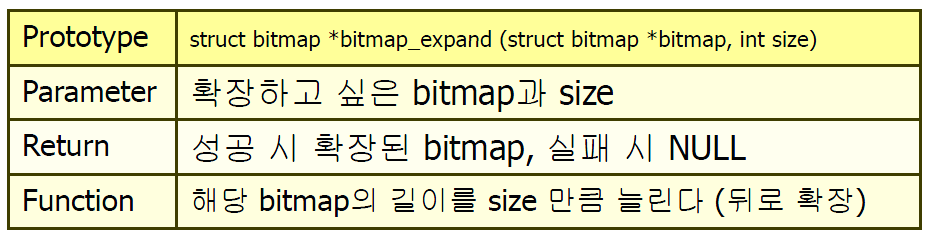 Prototype struct bitmap *bitmap_expand (struct bitmap *bitmap, int size)
Parameter 확장하고 싶은 bitmap과 size
Return 성공 시 확장된 bitmap, 실패 시 NULL
Function 해당 bitmap의 길이를 size 만큼 늘린다 (뒤로 확장)